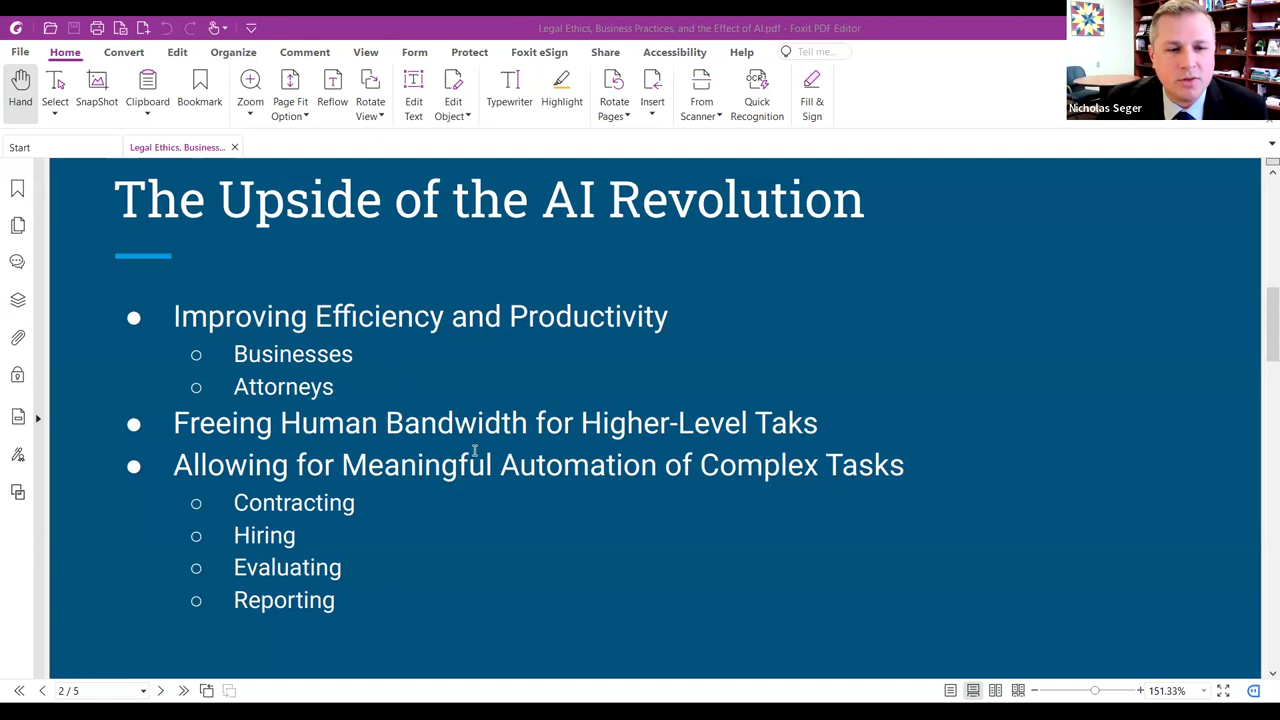 Legal Ethics, Business Practices, and the Effect of AI.pdf - Foxit PDF Editor
File Home Convert Edit Organize Comment View Form Protect Foxit eSign Share Accessibility Help Tell me...
Hand Select SnapShot Clipboard Bookmark Zoom Page Fit Option Reflow Rotate View Edit Text Edit Object Typewriter Highlight Rotate Pages Insert From Scanner OCR Quick Recognition Fill & Sign
Nicholas Seger
Start Legal Ethics, Business...
The Upside of the AI Revolution
● Improving Efficiency and Productivity
○ Businesses
○ Attorneys
● Freeing Human Bandwidth for Higher-Level Taks
● Allowing for Meaningful Automation of Complex Tasks
○ Contracting
○ Hiring
○ Evaluating
○ Reporting
2 / 5 151.33%